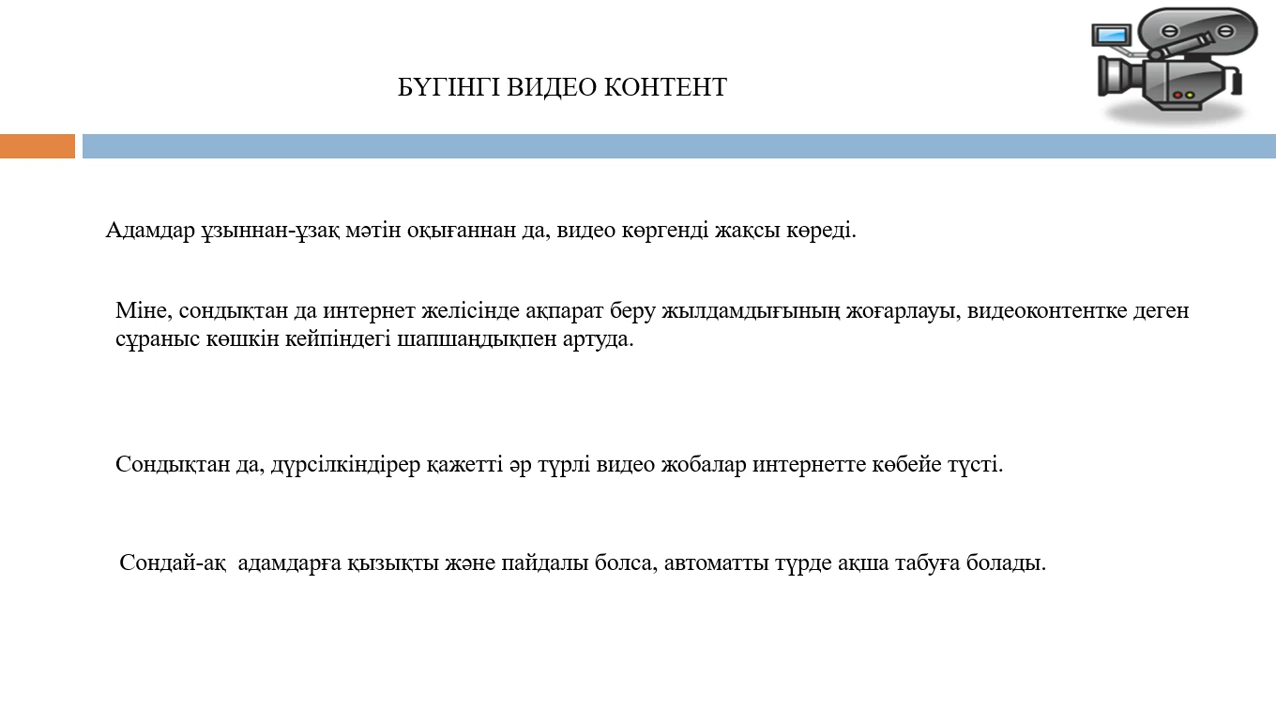 БҮГІНГІ ВИДЕО КОНТЕНТ
Адамдар ұзыннан-ұзақ мәтін оқығаннан да, видео көргенді жақсы көреді.
Міне, сондықтан да интернет желісінде ақпарат беру жылдамдығының жоғарлауы, видеоконтентке деген
сұраныс көшкін кейпіндегі шапшаңдықпен артуда.
Сондықтан да, дүрсілкіндірер қажетті әр түрлі видео жобалар интернетте көбейе түсті.
Сондай-ақ  адамдарға қызықты және пайдалы болса, автоматты түрде ақша табуға болады.